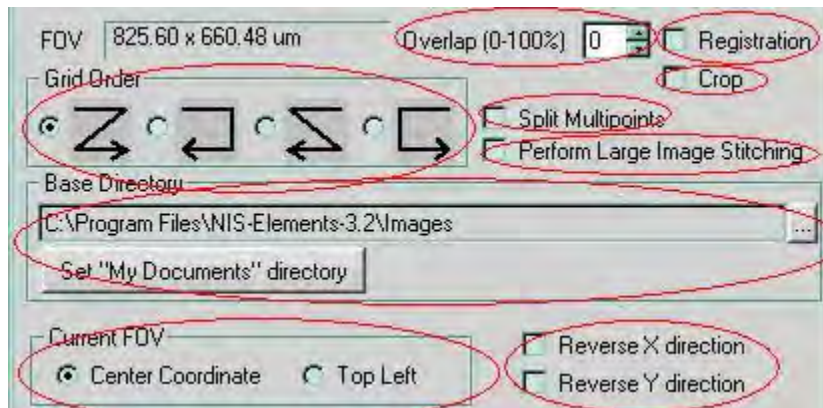 FOV 825.60 x 660.48 um Overlap (0-100%) 0 Registration
Grid Order Crop
Split Multipoints
Perform Large Image Stitching
Base Directory
C:\Program Files\NIS-Elements-3.2\Images ...
Set "My Documents" directory
Current FOV
Reverse X direction
Center Coordinate Top Left
Reverse Y direction